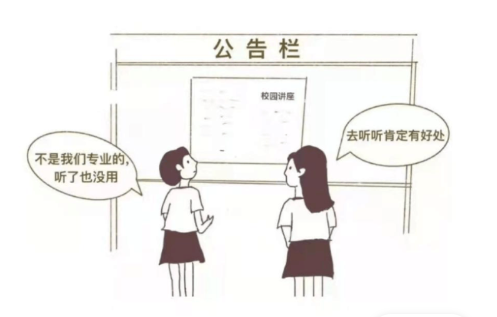 公告栏
校园讲座
去听听肯定有好处
不是我们专业的，
听了也没用